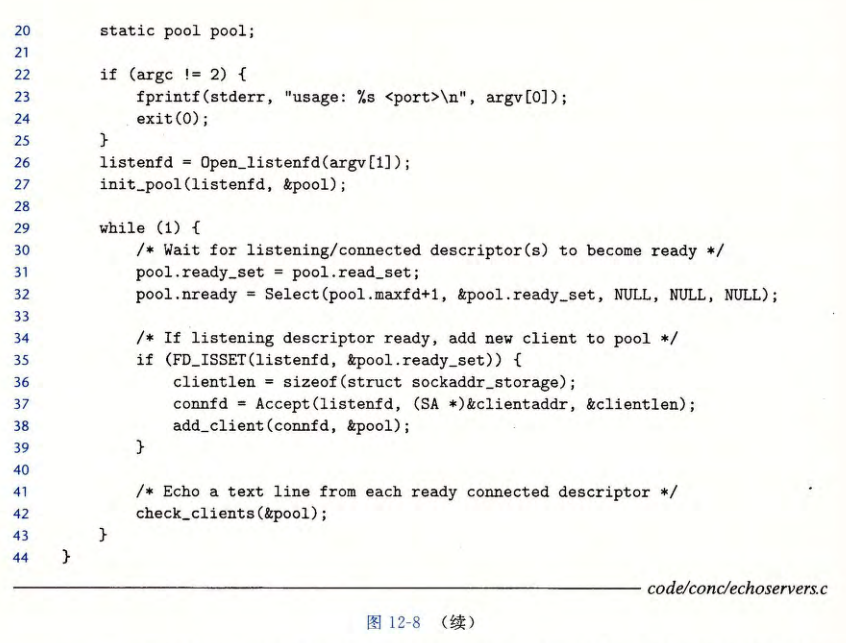 20 static pool pool;
21
22 if (argc != 2) {
23 fprintf(stderr, "usage: %s <port>\n", argv[0]);
24 exit(0);
25 }
26 listenfd = Open_listenfd(argv[1]);
27 init_pool(listenfd, &pool);
28
29 while (1) {
30 /* Wait for listening/connected descriptor(s) to become ready */
31 pool.ready_set = pool.read_set;
32 pool.nready = Select(pool.maxfd+1, &pool.ready_set, NULL, NULL, NULL);
33
34 /* If listening descriptor ready, add new client to pool */
35 if (FD_ISSET(listenfd, &pool.ready_set)) {
36 clientlen = sizeof(struct sockaddr_storage);
37 connfd = Accept(listenfd, (SA *)&clientaddr, &clientlen);
38 add_client(connfd, &pool);
39 }
40
41 /* Echo a text line from each ready connected descriptor */
42 check_clients(&pool);
43 }
44 }
code/conc/echoservers.c
图 12-8 （续）